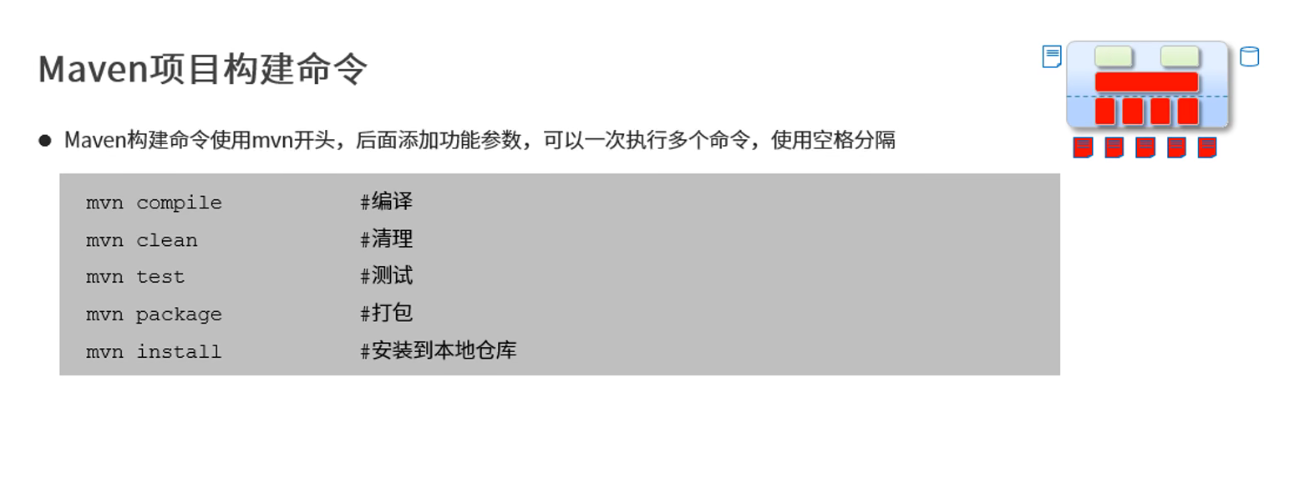 Maven项目构建命令
● Maven构建命令使用mvn开头，后面添加功能参数，可以一次执行多个命令，使用空格分隔
mvn compile #编译
mvn clean #清理
mvn test #测试
mvn package #打包
mvn install #安装到本地仓库